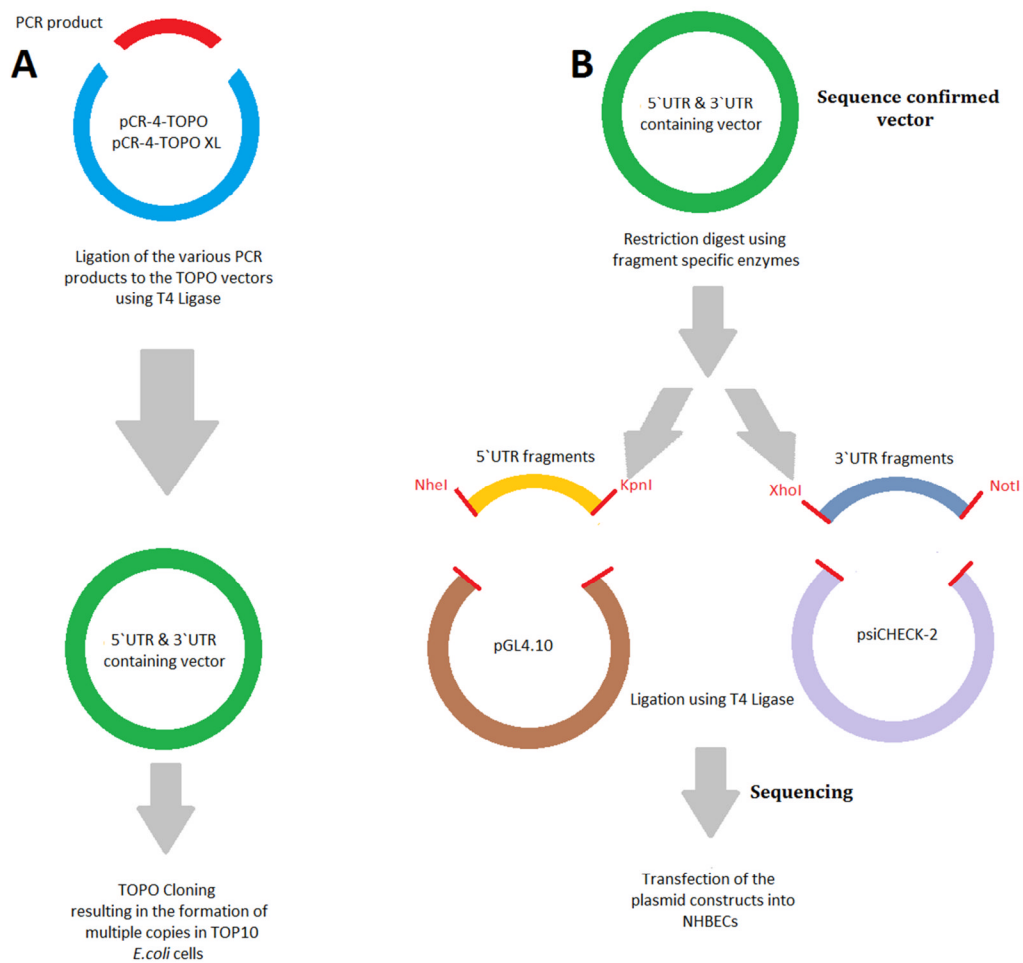 PCR product
A
pCR-4-TOPO
pCR-4-TOPO XL
Ligation of the various PCR
products to the TOPO vectors
using T4 Ligase
5`UTR & 3`UTR
containing vector
TOPO Cloning
resulting in the formation of
multiple copies in TOP10
E.coli cells
B
5`UTR & 3`UTR
containing vector
Sequence confirmed
vector
Restriction digest using
fragment specific enzymes
5`UTR fragments
NheI
KpnI
pGL4.10
3`UTR fragments
XhoI
NotI
psiCHECK-2
Ligation using T4 Ligase
Sequencing
Transfection of the
plasmid constructs into
NHBECs